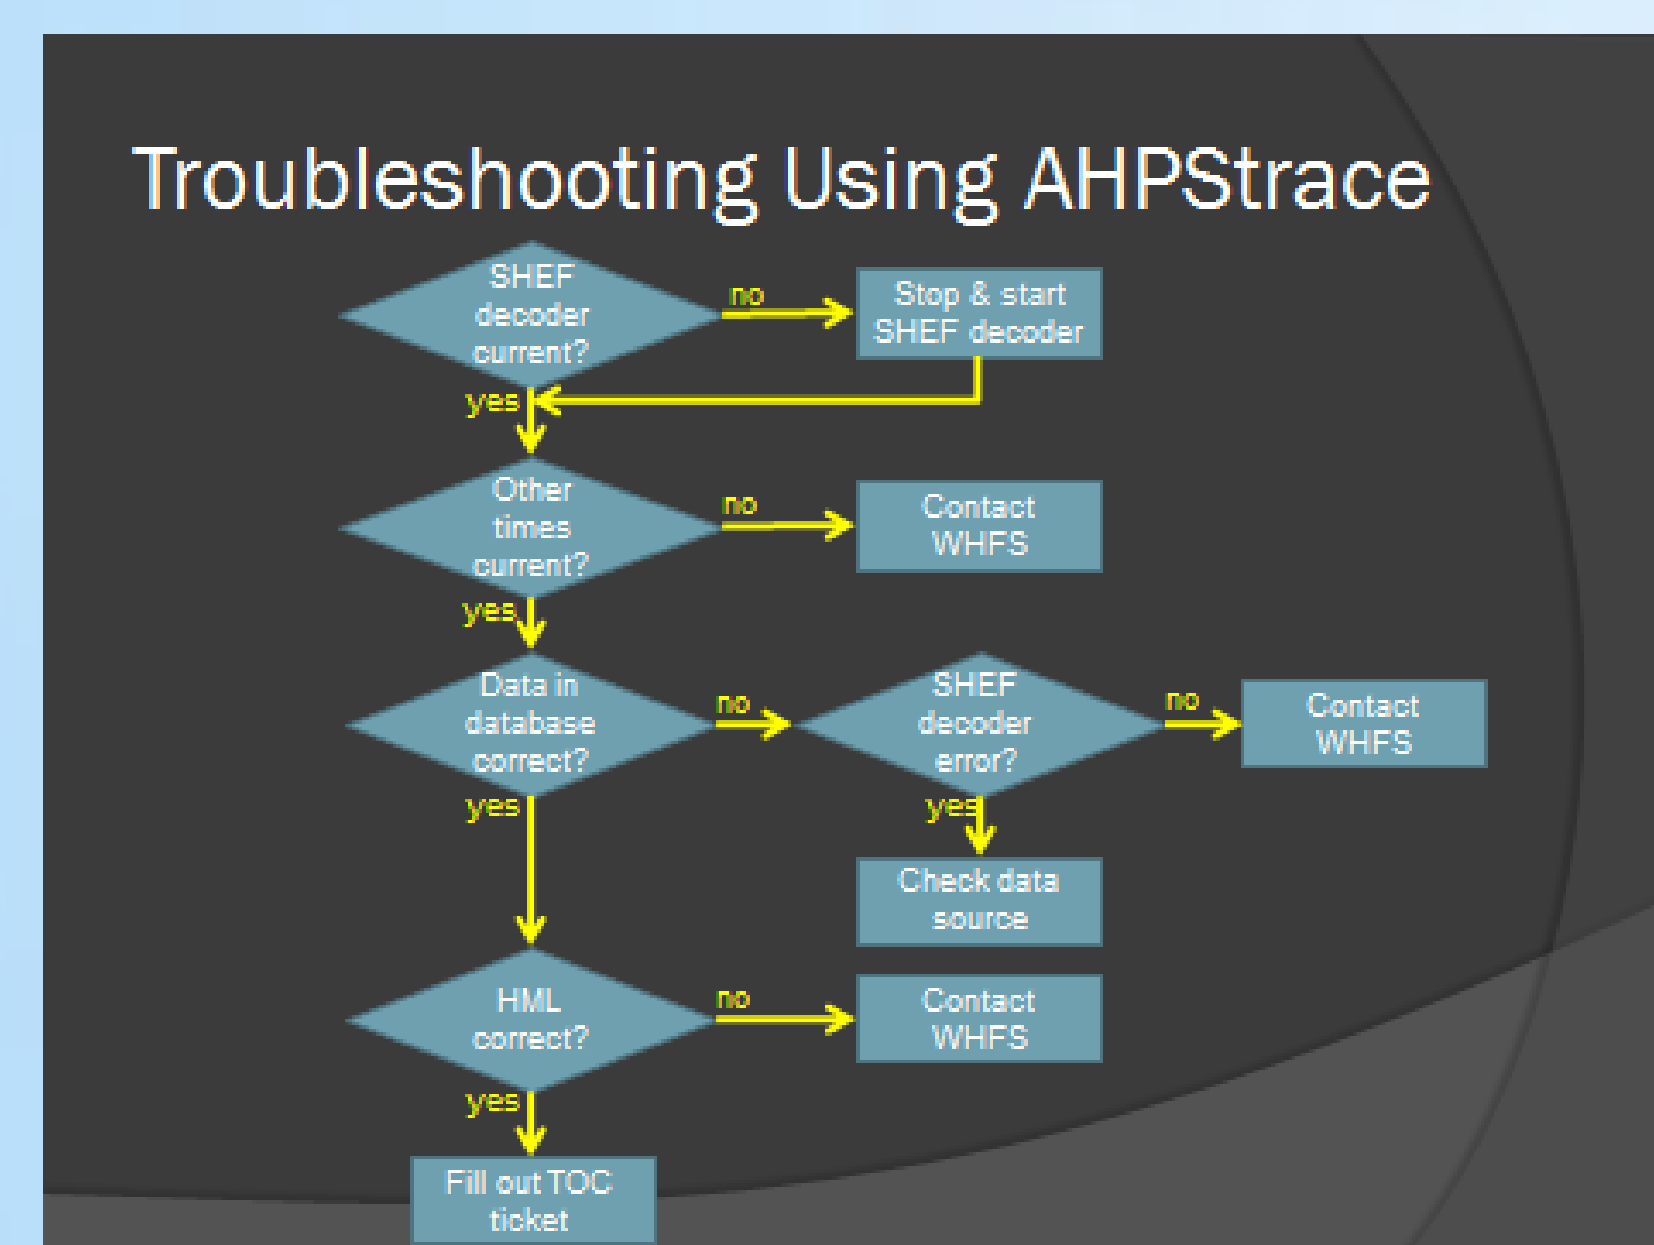 Troubleshooting Using AHPStrace
SHEF
decoder
current?
no
Stop & start
SHEF decoder
yes
Other
times
current?
no
Contact
WHFS
yes
Data in
database
correct?
no
SHEF
decoder
error?
no
Contact
WHFS
yes
yes
Check data
source
HML
correct?
no
Contact
WHFS
yes
Fill out TOC
ticket